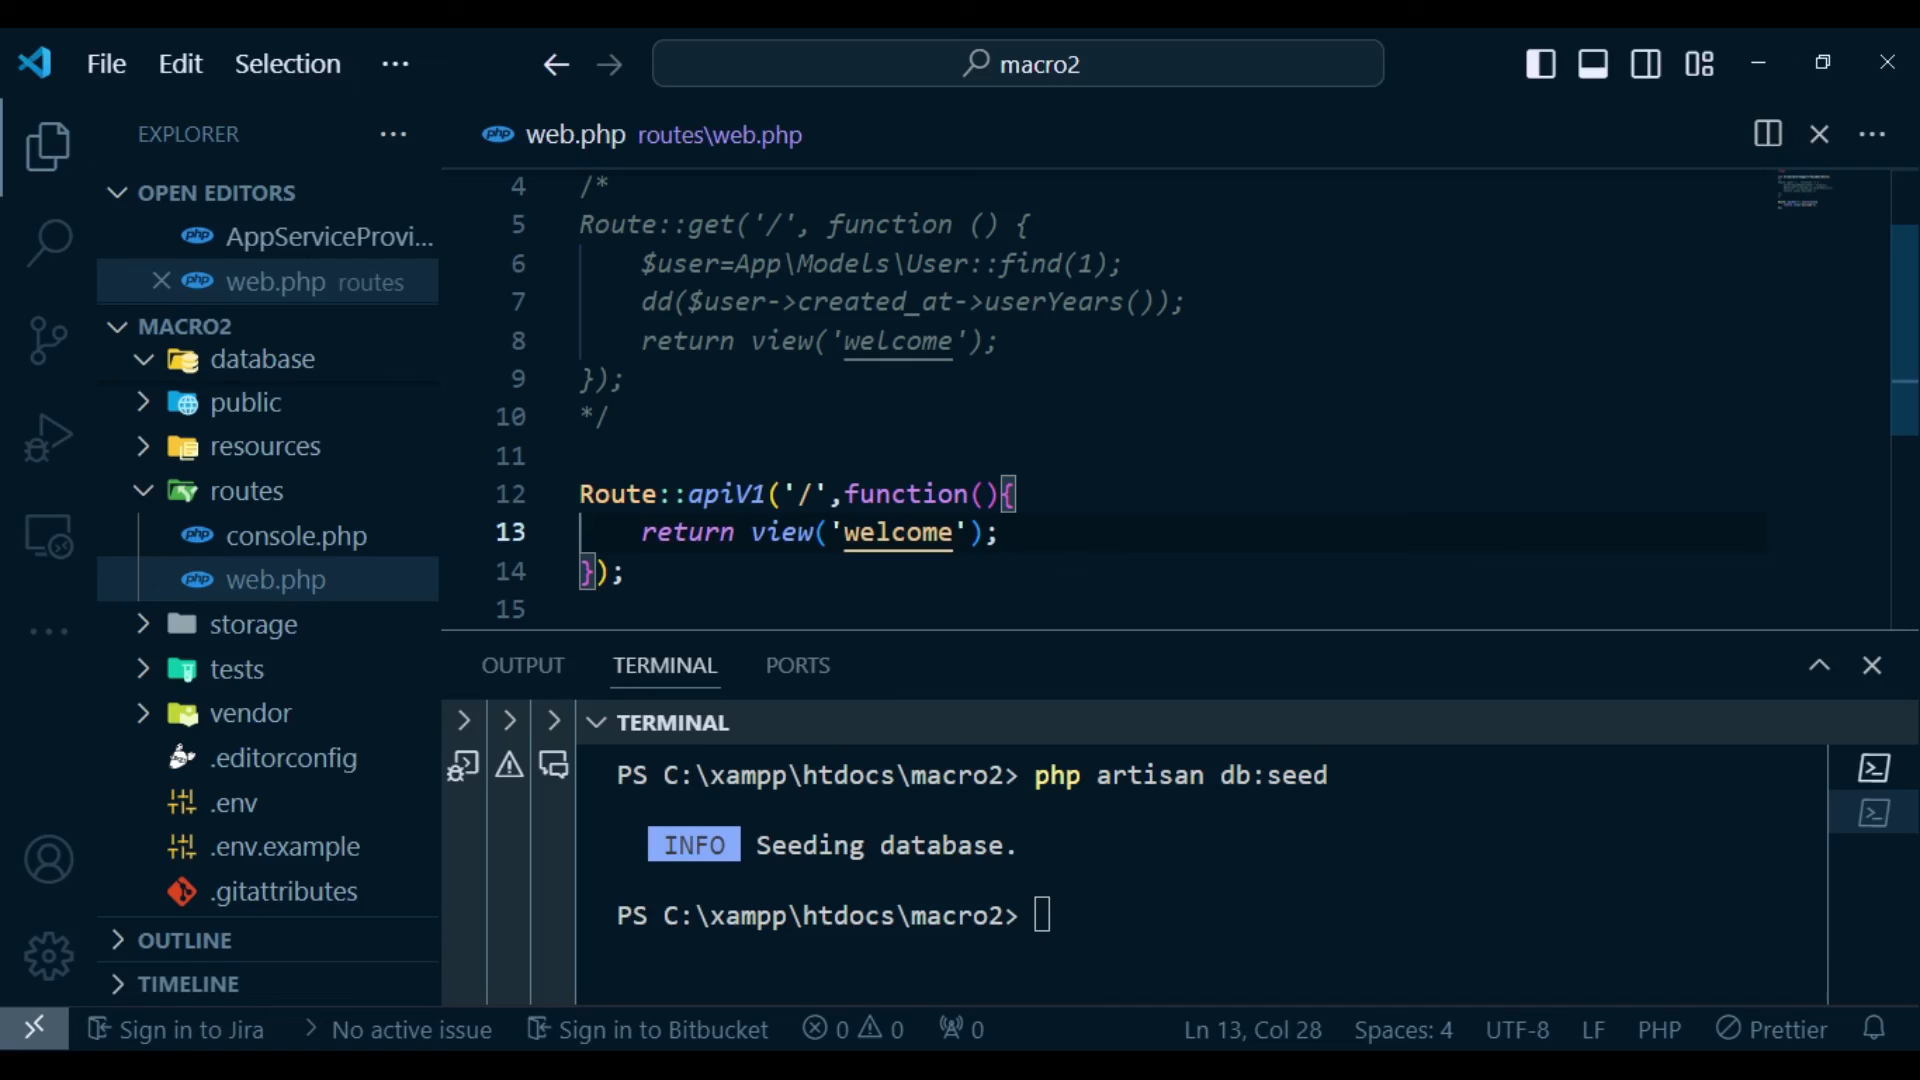 File Edit Selection ···
macro2
EXPLORER ···
OPEN EDITORS
AppServiceProvi...
web.php routes
MACRO2
database
public
resources
routes
console.php
web.php
storage
tests
vendor
.editorconfig
.env
.env.example
.gitattributes
OUTLINE
TIMELINE
web.php routes\web.php
4 /*
5 Route::get('/', function () {
6 $user=App\Models\User::find(1);
7 dd($user->created_at->userYears());
8 return view('welcome');
9 });
10 */
11
12 Route::apiV1('/',function(){
13 return view('welcome');
14 });
15
OUTPUT TERMINAL PORTS
TERMINAL
PS C:\xampp\htdocs\macro2> php artisan db:seed
INFO Seeding database.
PS C:\xampp\htdocs\macro2>
Sign in to Jira No active issue Sign in to Bitbucket 0 0 0 Ln 13, Col 28 Spaces: 4 UTF-8 LF PHP Prettier